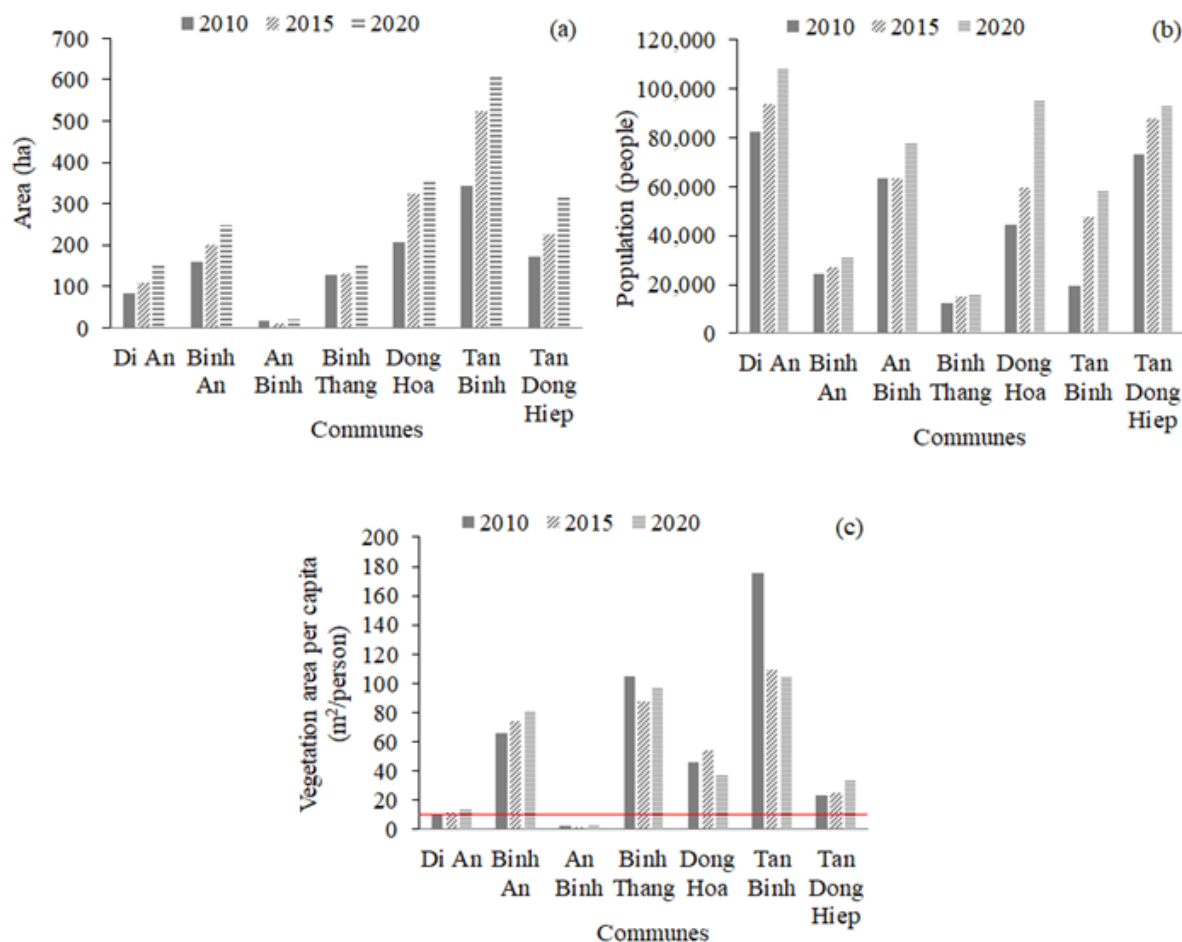 2010 2015 2020
(a)
700
600
500
400
300
200
100
0
Area (ha)
Di An Binh An Tan Dong Tan Tan
An Binh Thang Hoa Binh Dong
Hiep
Communes
2010 2015 2020
(b)
120,000
100,000
80,000
60,000
40,000
20,000
0
Population (people)
Di An Binh An Binh Dong Tan Tan
An Binh Thang Hoa Binh Dong
Hiep
Communes
2010 2015 2020
(c)
200
180
160
140
120
100
80
60
40
20
0
Vegetation area per capita
(m²/person)
Di An Binh An Binh Dong Tan Tan
An Binh Thang Hoa Binh Dong
Hiep
Communes